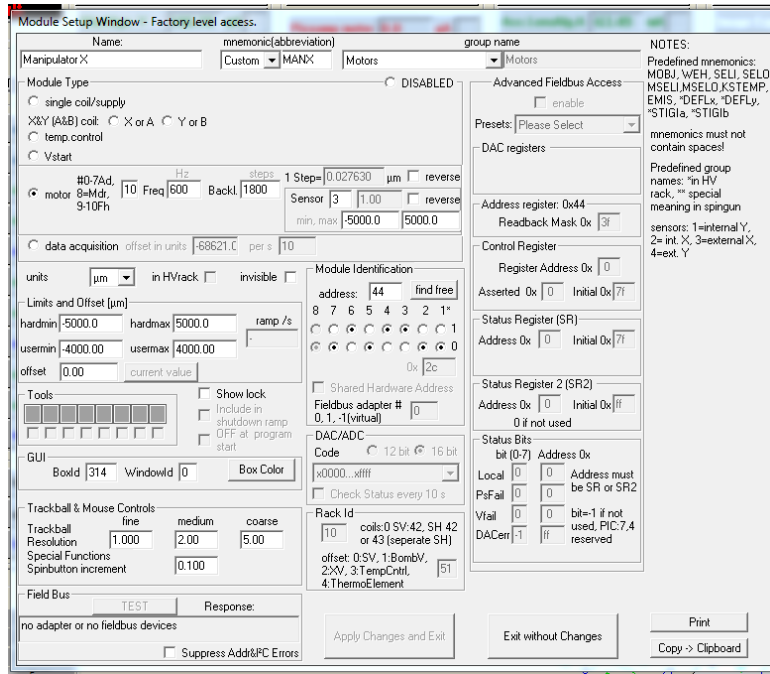 Module Setup Window - Factory level access.
Name:
mnemonic(abbreviation)
group name
Manipulator X
Custom
MANX
Motors
Motors
Module Type
DISABLED
single coil/supply
X&Y (A&B) coil:
X or A
Y or B
temp.control
Vstart
motor
#0-7Ad,
8=Mdr,
9-10Fh
10
Hz
Freq
600
steps
Backl.
1800
1 Step=
0.027630
µm
reverse
Sensor
3
1.00
reverse
min, max
-5000.0
5000.0
data acquisition
offset in units
-68621.0
per s
10
units
µm
in HVrack
invisible
Limits and Offset [µm]
hardmin
-5000.0
hardmax
5000.0
ramp /s
-
usermin
-4000.00
usermax
4000.00
offset
0.00
current value
Tools
Show lock
Include in
shutdown ramp
OFF at program
start
GUI
BoxId
314
WindowId
0
Box Color
Trackball & Mouse Controls
fine
medium
coarse
Trackball
Resolution
1.000
2.00
5.00
Special Functions
Spinbutton increment
0.100
Field Bus
TEST
Response:
no adapter or no fieldbus devices
Suppress Addr&I²C Errors
Module Identification
address:
44
find free
8 7 6 5 4 3 2 1*
1
0
0x
2c
Shared Hardware Address
Fieldbus adapter #
0, 1, -1(virtual)
0
DAC/ADC
Code
12 bit
16 bit
x0000...xffff
Check Status every 10 s
Rack Id
10
coils:0 SV:42, SH 42
or 43 (seperate SH)
offset: 0:SV, 1:BombV,
2:XV, 3:TempCntrl,
4:ThermoElement
51
Apply Changes and Exit
Exit without Changes
Advanced Fieldbus Access
enable
Presets:
Please Select
DAC registers
Address register: 0x44
Readback Mask 0x
3f
Control Register
Register Address 0x
0
Asserted 0x
0
Initial 0x
7f
Status Register (SR)
Address 0x
0
Initial 0x
7f
Status Register 2 (SR2)
Address 0x
0
Initial 0x
ff
0 if not used
Status Bits
bit (0-7)
Address 0x
Local
0
0
Address must
be SR or SR2
PsFail
0
0
Vfail
0
0
bit=-1 if not
used, PIC:7,4
reserved
DACerr
-1
ff
NOTES:
Predefined mnemonics:
MOBJ, WEH, SELI, SELO
MSELI,MSELO,KSTEMP,
EMIS, *DEFLx, *DEFLy,
*STIGIa, *STIGIb
mnemonics must not
contain spaces!
Predefined group
names: *in HV
rack, ** special
meaning in spingun
sensors: 1=internal Y,
2= int. X, 3=external X,
4=ext. Y
Print
Copy -> Clipboard